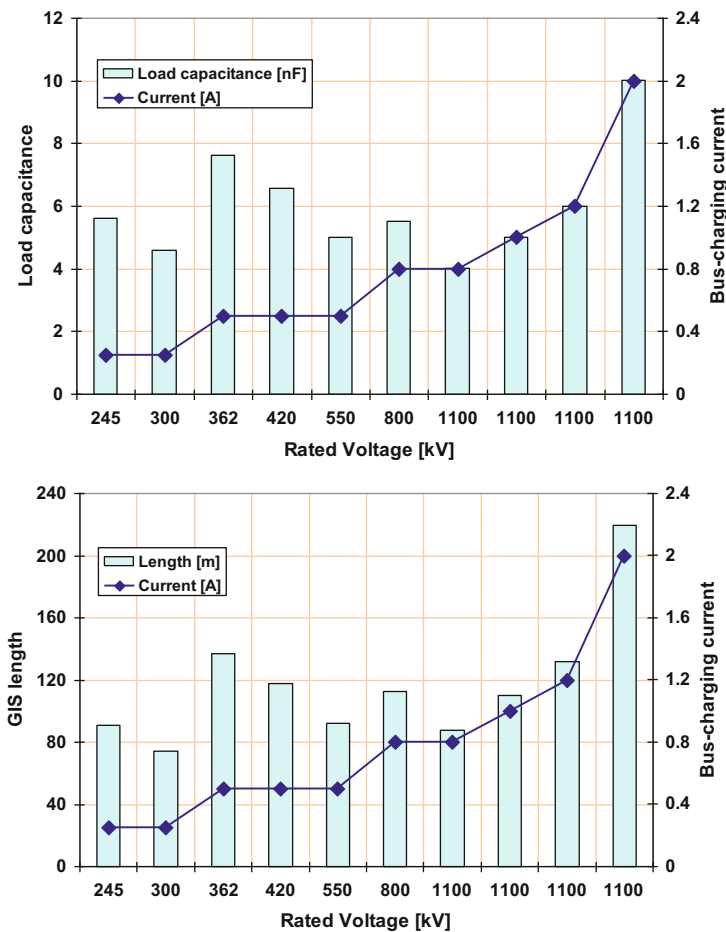 12
10
8
6
4
2
0
Load capacitance
Load capacitance [nF]
Current [A]
2.4
2
1.6
1.2
0.8
0.4
0
Bus-charging current
245 300 362 420 550 800 1100 1100 1100 1100
Rated Voltage [kV]
240
200
160
120
80
40
0
GIS length
Length [m]
Current [A]
2.4
2
1.6
1.2
0.8
0.4
0
Bus-charging current
245 300 362 420 550 800 1100 1100 1100 1100
Rated Voltage [kV]